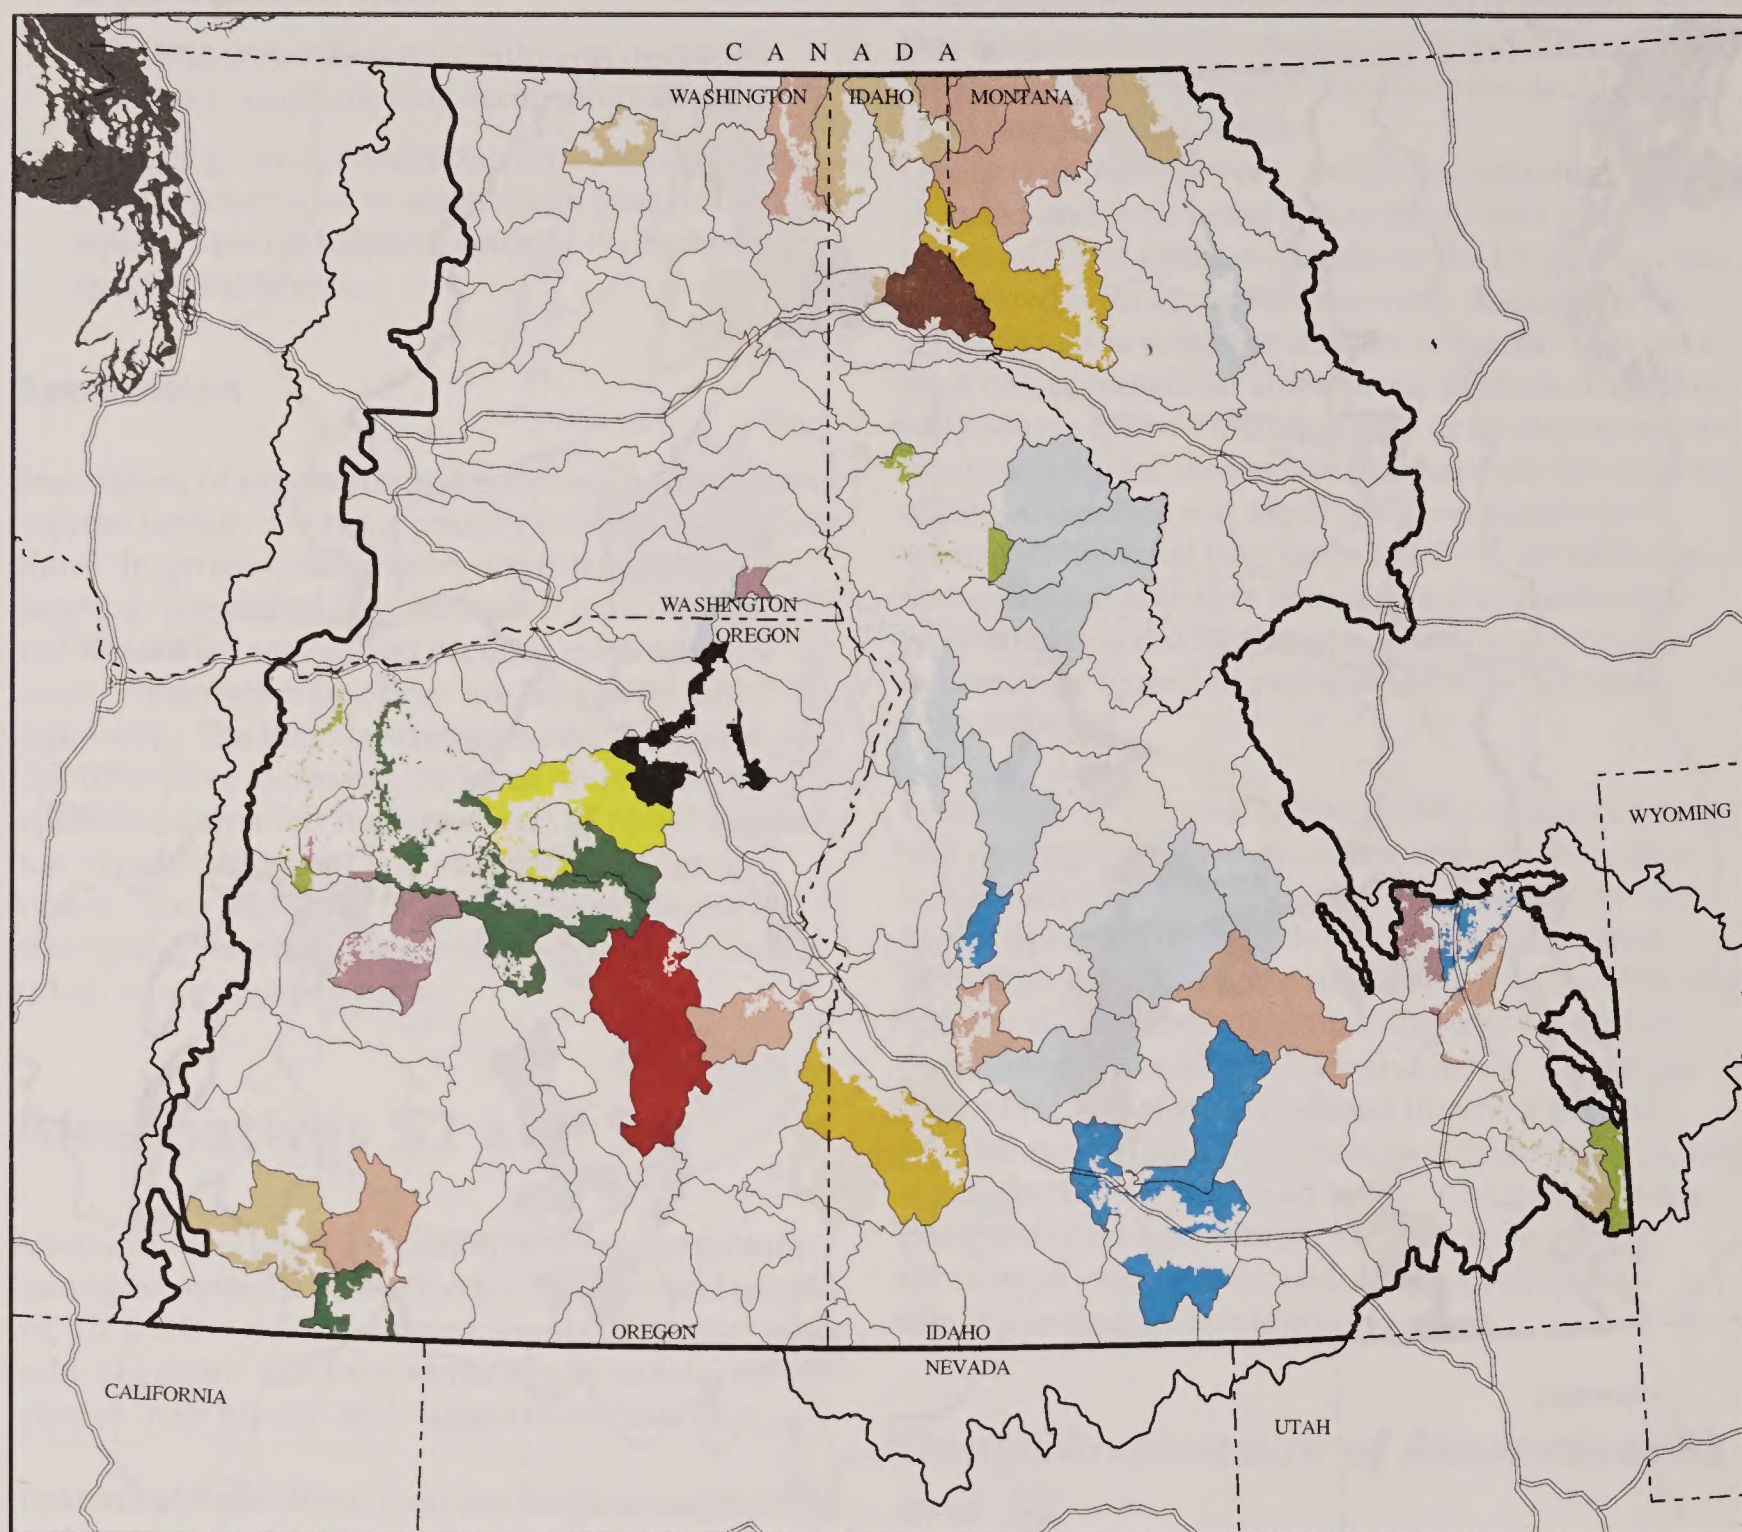 C A N A D A
WASHINGTON
IDAHO
MONTANA
WASHINGTON
OREGON
WYOMING
OREGON
IDAHO
NEVADA
CALIFORNIA
UTAH